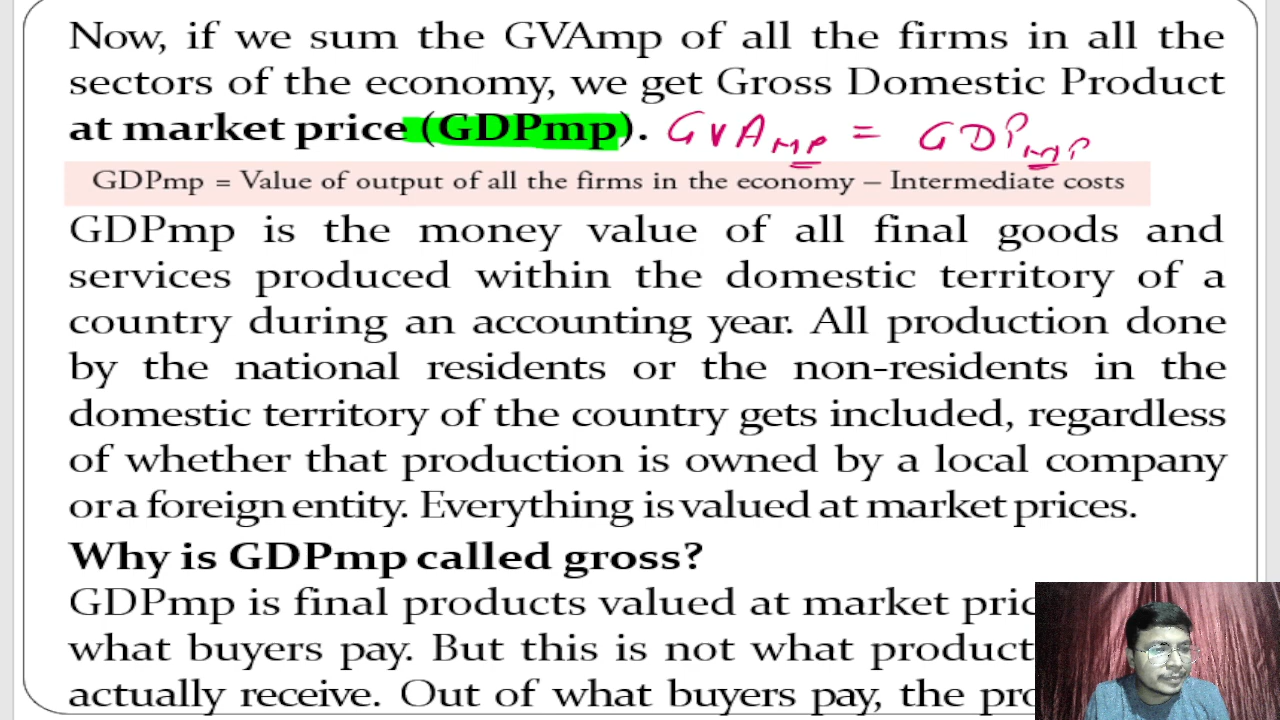 Now, if we sum the GVAmp of all the firms in all the
sectors of the economy, we get Gross Domestic Product
at market price (GDPmp). GVAMP = GDPMP
GDPmp = Value of output of all the firms in the economy – Intermediate costs
GDPmp is the money value of all final goods and
services produced within the domestic territory of a
country during an accounting year. All production done
by the national residents or the non-residents in the
domestic territory of the country gets included, regardless
of whether that production is owned by a local company
or a foreign entity. Everything is valued at market prices.
Why is GDPmp called gross?
GDPmp is final products valued at market
what buyers pay. But this is not what
actually receive. Out of what buyers pay, the